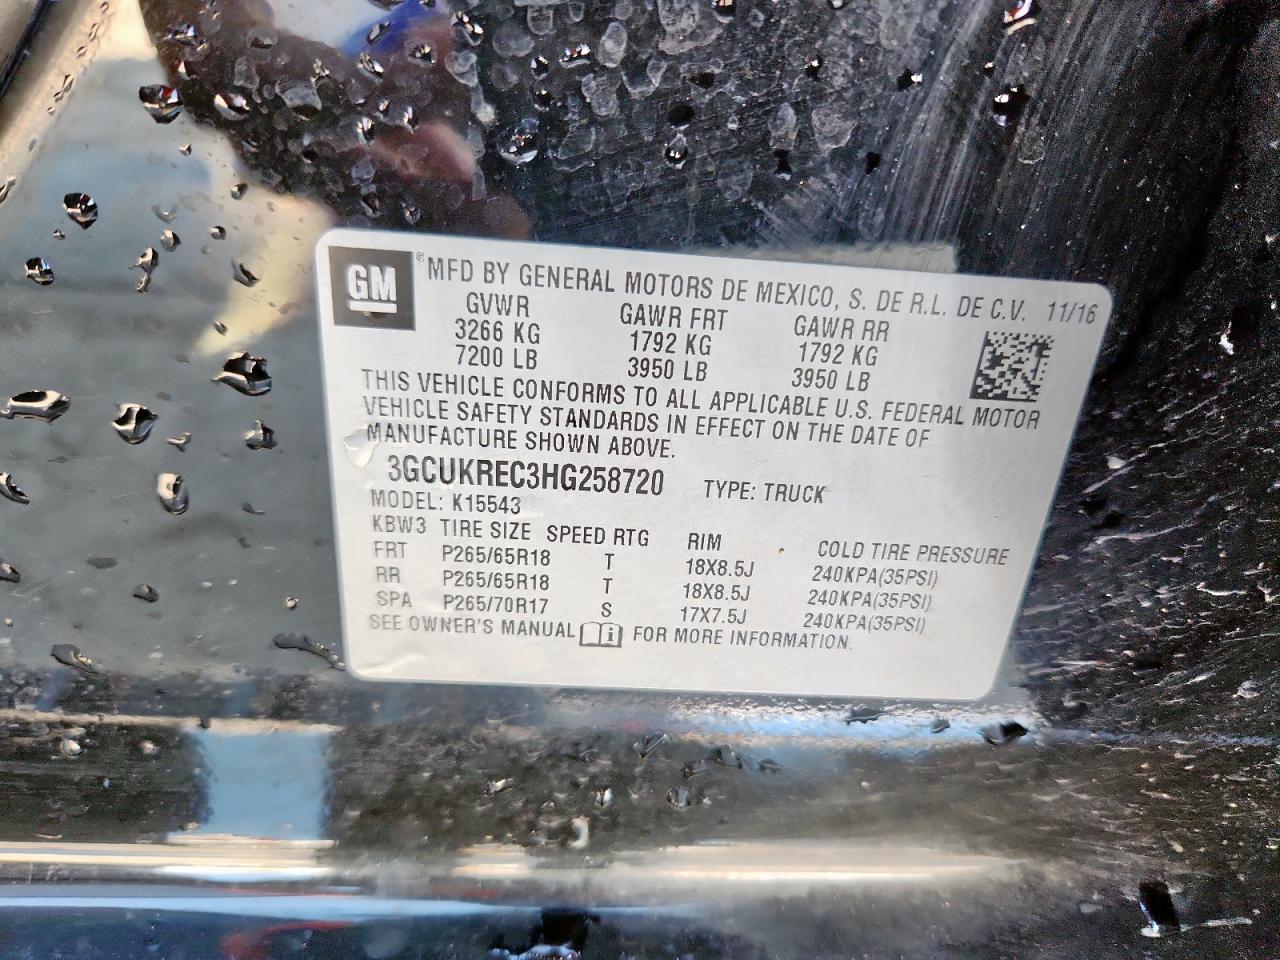 GM ® MFD BY GENERAL MOTORS DE MEXICO, S. DE R.L. DE C.V. 11/16
GVWR GAWR FRT GAWR RR
3266 KG 1792 KG 1792 KG
7200 LB 3950 LB 3950 LB
THIS VEHICLE CONFORMS TO ALL APPLICABLE U.S. FEDERAL MOTOR
VEHICLE SAFETY STANDARDS IN EFFECT ON THE DATE OF
MANUFACTURE SHOWN ABOVE.
3GCUKREC3HG258720 TYPE: TRUCK
MODEL: K15543
KBW3 TIRE SIZE SPEED RTG RIM COLD TIRE PRESSURE
FRT P265/65R18 T 18X8.5J 240KPA(35PSI)
RR P265/65R18 T 18X8.5J 240KPA(35PSI)
SPA P265/70R17 S 17X7.5J 240KPA(35PSI)
SEE OWNER'S MANUAL i FOR MORE INFORMATION.